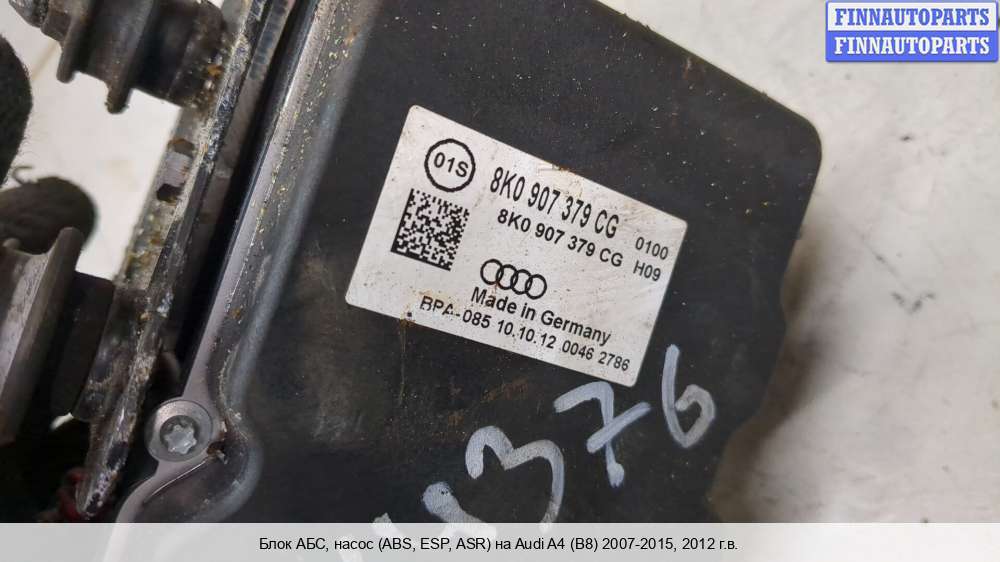 FINNAUTOPARTS
FINNAUTOPARTS
01S
8K0 907 379 CG
8K0 907 379 CG
0100
H09
Made in Germany
BPA-085 10.10.12 0046 2786
4376
Блок АБС, насос (ABS, ESP, ASR) на Audi A4 (B8) 2007-2015, 2012 г.в.